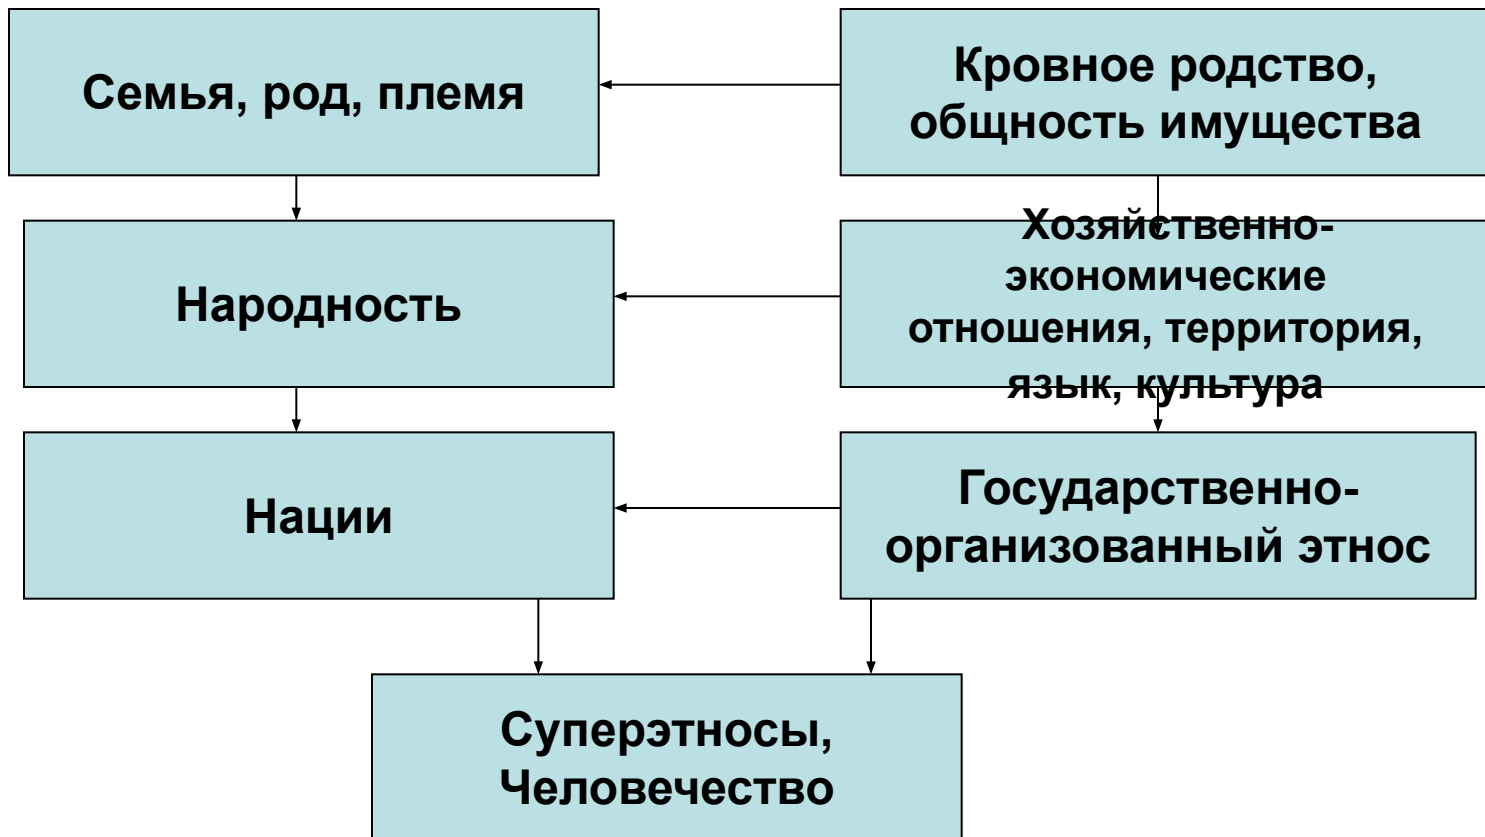 Семья, род, племя
Кровное родство,
общность имущества
Народность
Хозяйственно-
экономические
отношения, территория,
язык, культура
Нации
Государственно-
организованный этнос
Суперэтносы,
Человечество